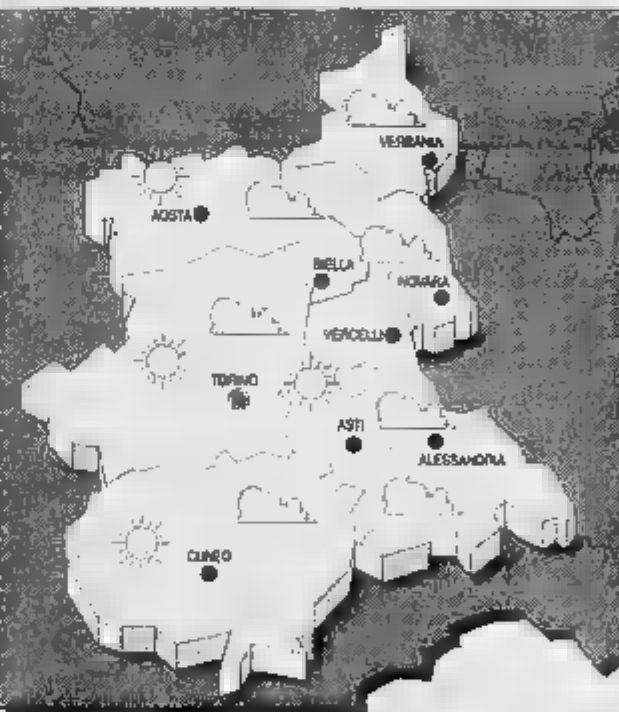 VERBANIA
AOSTA
BIELLA
NOVARA
VERCELLI
TORINO
ASTI
ALESSANDRIA
CUNEO